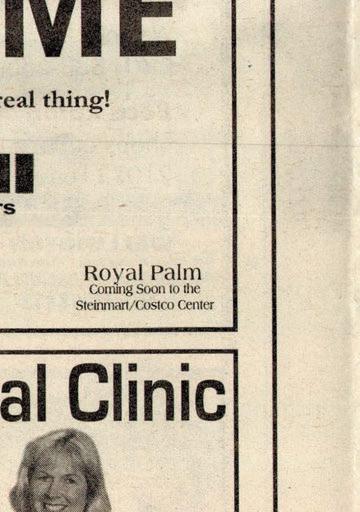 ME
real thing!
rs
Royal Palm
Coming Soon to the
Steinmart/Costco Center
al Clinic